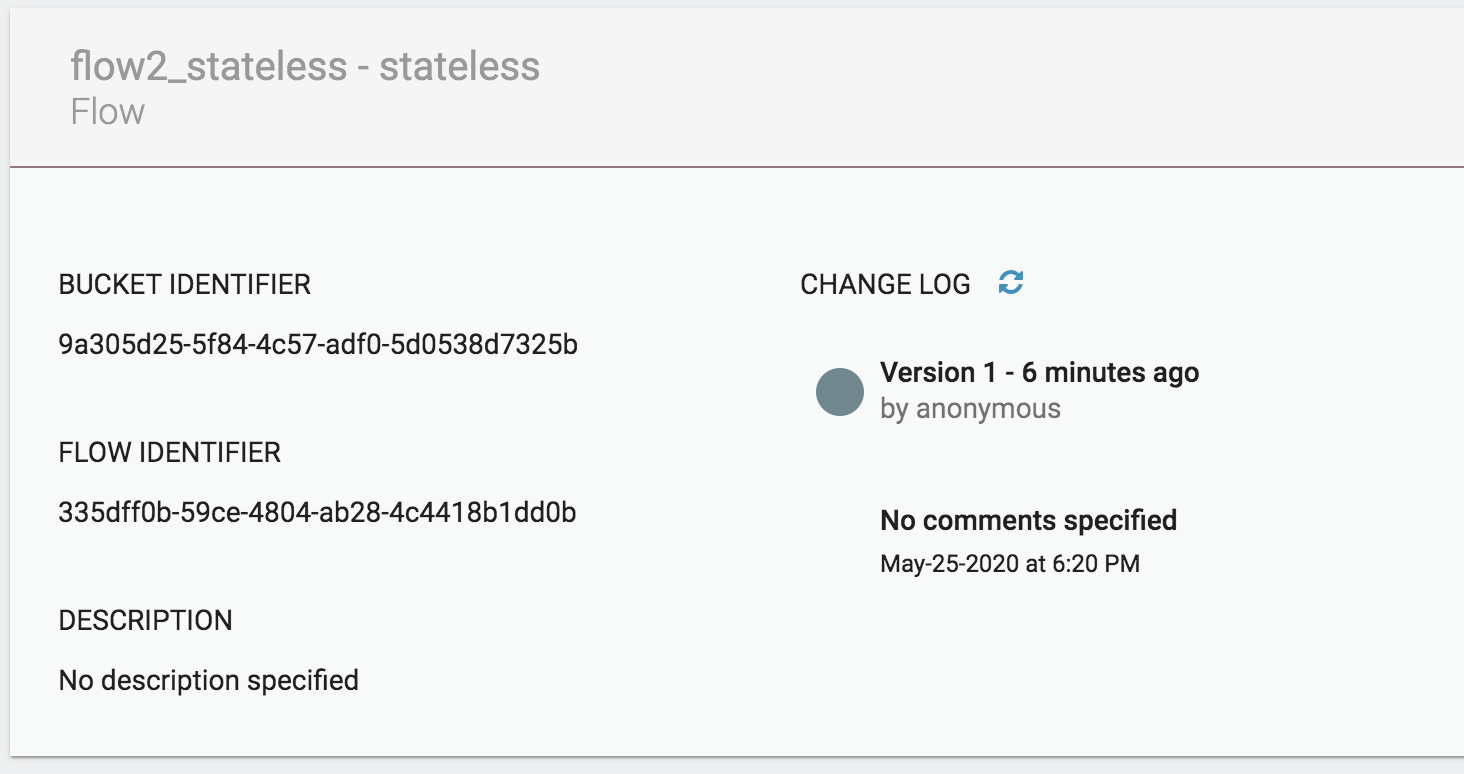 flow2_stateless - stateless
Flow
BUCKET IDENTIFIER
9a305d25-5f84-4c57-adf0-5d0538d7325b
FLOW IDENTIFIER
335dff0b-59ce-4804-ab28-4c4418b1dd0b
DESCRIPTION
No description specified
CHANGE LOG
Version 1 - 6 minutes ago
by anonymous
No comments specified
May-25-2020 at 6:20 PM